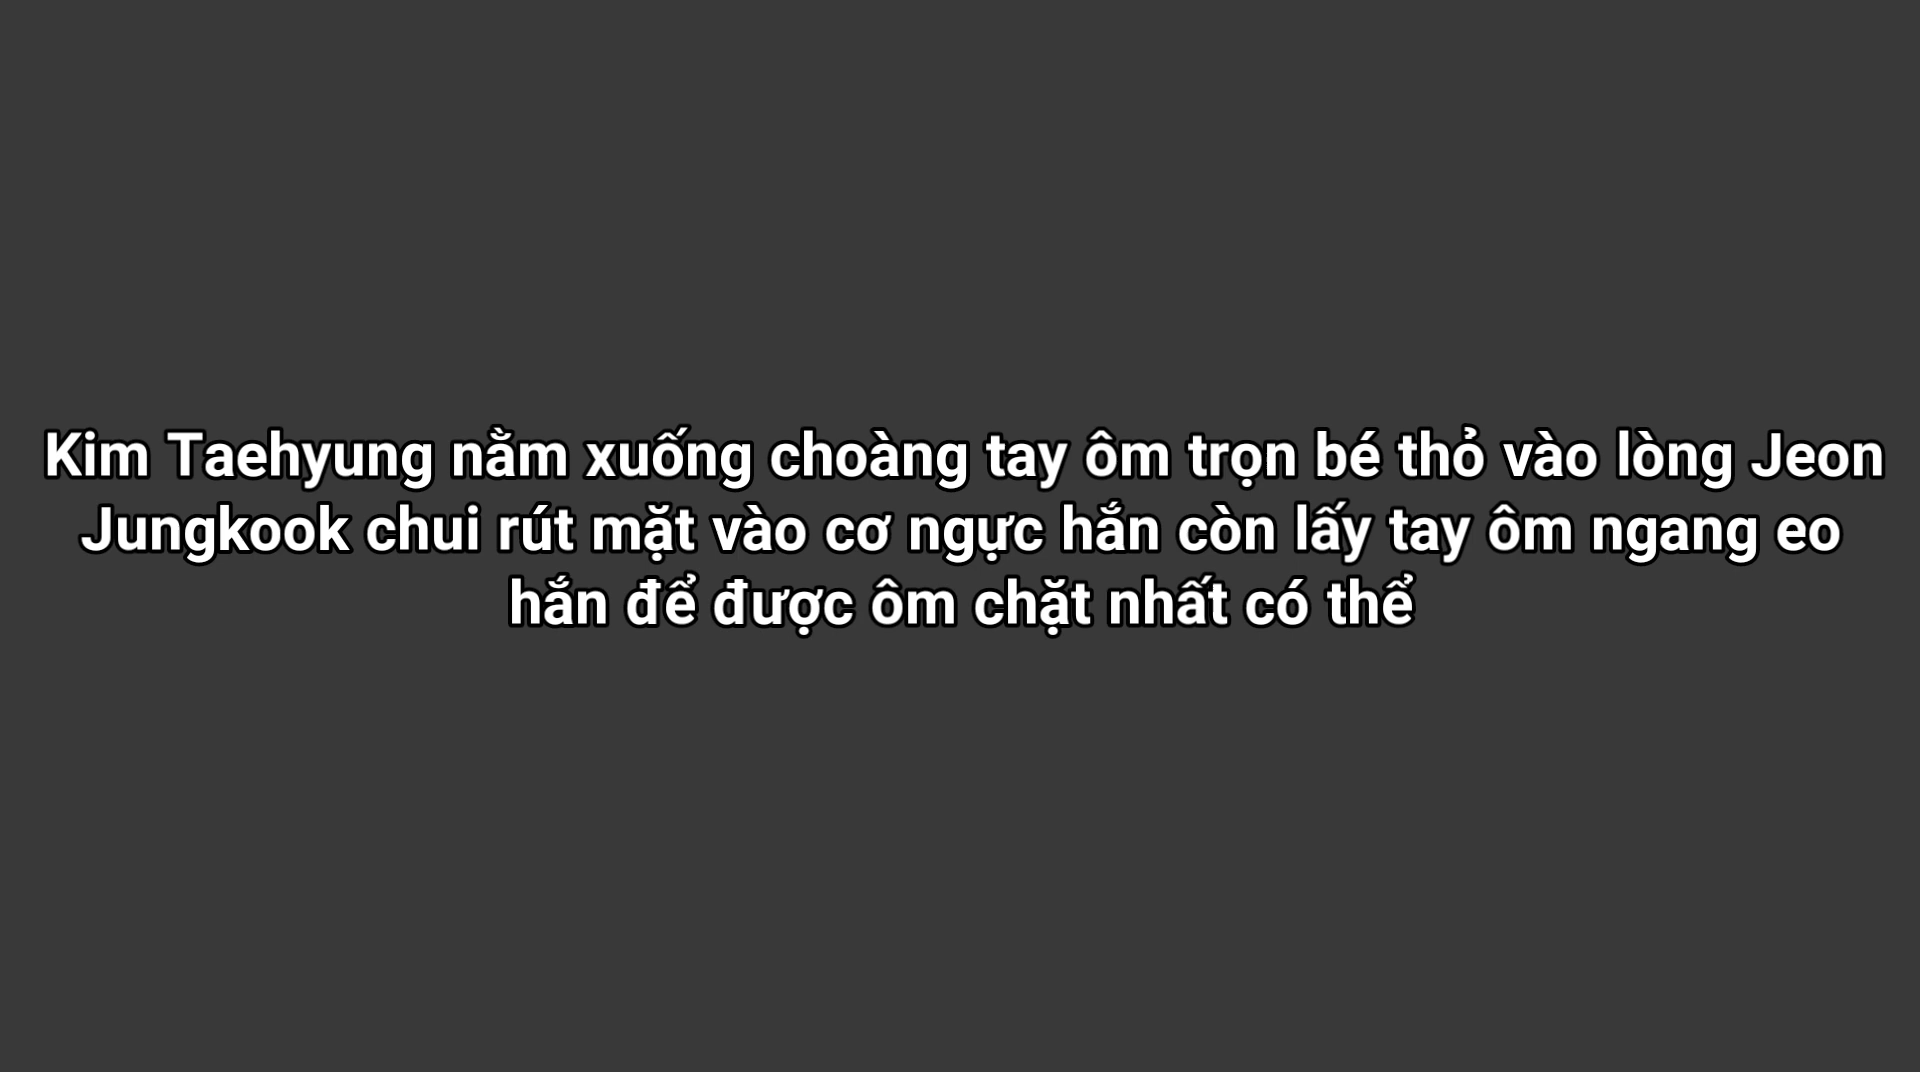 Kim Taehyung nằm xuống choàng tay ôm trọn bé thỏ vào lòng Jeon
Jungkook chui rút mặt vào cơ ngực hắn còn lấy tay ôm ngang eo
hắn để được ôm chặt nhất có thể